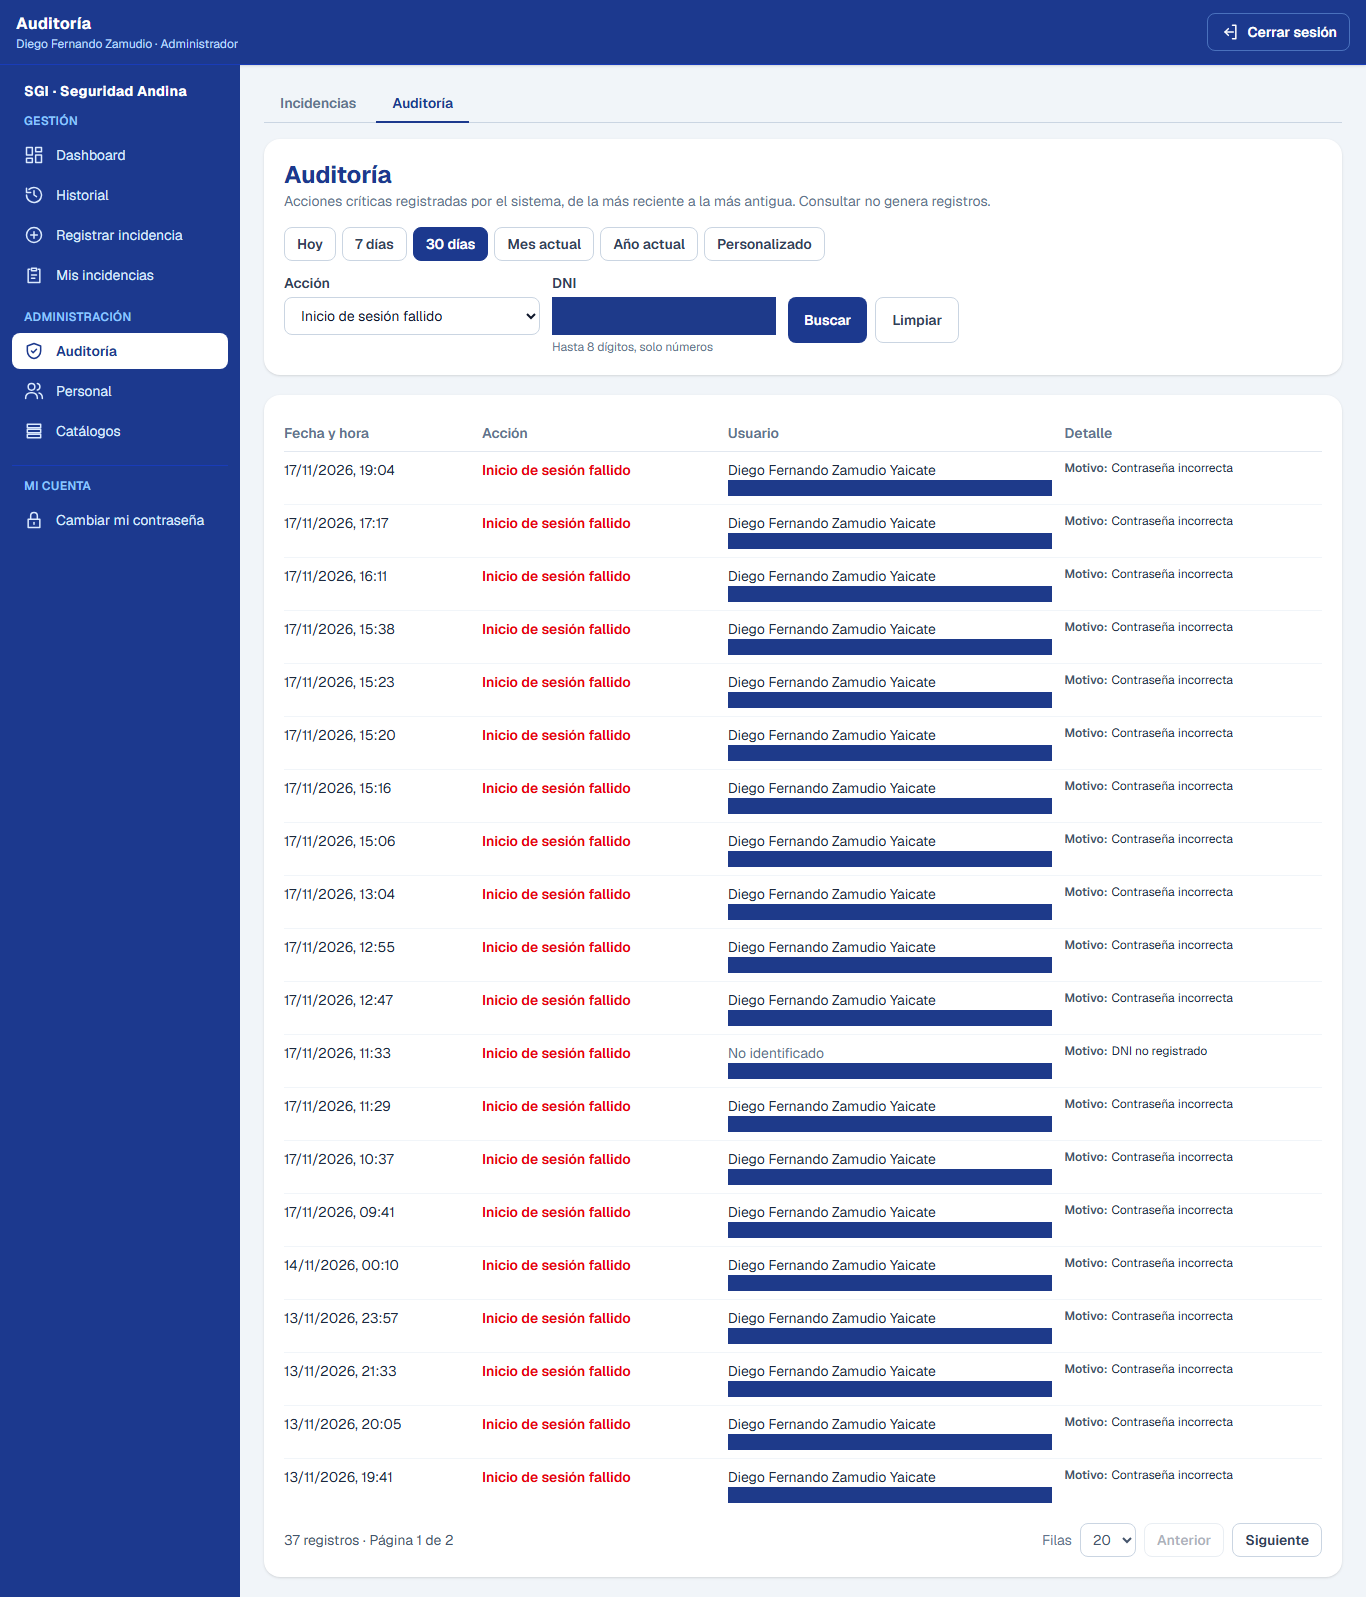 Auditoría
Diego Fernando Zamudio · Administrador
Cerrar sesión
SGI · Seguridad Andina
GESTIÓN
Dashboard
Historial
Registrar incidencia
Mis incidencias
ADMINISTRACIÓN
Auditoría
Personal
Catálogos
MI CUENTA
Cambiar mi contraseña
Incidencias Auditoría
Auditoría
Acciones críticas registradas por el sistema, de la más reciente a la más antigua. Consultar no genera registros.
Hoy 7 días 30 días Mes actual Año actual Personalizado
Acción DNI
Inicio de sesión fallido Buscar Limpiar
Hasta 8 dígitos, solo números
Fecha y hora Acción Usuario Detalle
17/11/2026, 19:04 Inicio de sesión fallido Diego Fernando Zamudio Yaicate Motivo: Contraseña incorrecta
17/11/2026, 17:17 Inicio de sesión fallido Diego Fernando Zamudio Yaicate Motivo: Contraseña incorrecta
17/11/2026, 16:11 Inicio de sesión fallido Diego Fernando Zamudio Yaicate Motivo: Contraseña incorrecta
17/11/2026, 15:38 Inicio de sesión fallido Diego Fernando Zamudio Yaicate Motivo: Contraseña incorrecta
17/11/2026, 15:23 Inicio de sesión fallido Diego Fernando Zamudio Yaicate Motivo: Contraseña incorrecta
17/11/2026, 15:20 Inicio de sesión fallido Diego Fernando Zamudio Yaicate Motivo: Contraseña incorrecta
17/11/2026, 15:16 Inicio de sesión fallido Diego Fernando Zamudio Yaicate Motivo: Contraseña incorrecta
17/11/2026, 15:06 Inicio de sesión fallido Diego Fernando Zamudio Yaicate Motivo: Contraseña incorrecta
17/11/2026, 13:04 Inicio de sesión fallido Diego Fernando Zamudio Yaicate Motivo: Contraseña incorrecta
17/11/2026, 12:55 Inicio de sesión fallido Diego Fernando Zamudio Yaicate Motivo: Contraseña incorrecta
17/11/2026, 12:47 Inicio de sesión fallido Diego Fernando Zamudio Yaicate Motivo: Contraseña incorrecta
17/11/2026, 11:33 Inicio de sesión fallido No identificado Motivo: DNI no registrado
17/11/2026, 11:29 Inicio de sesión fallido Diego Fernando Zamudio Yaicate Motivo: Contraseña incorrecta
17/11/2026, 10:37 Inicio de sesión fallido Diego Fernando Zamudio Yaicate Motivo: Contraseña incorrecta
17/11/2026, 09:41 Inicio de sesión fallido Diego Fernando Zamudio Yaicate Motivo: Contraseña incorrecta
14/11/2026, 00:10 Inicio de sesión fallido Diego Fernando Zamudio Yaicate Motivo: Contraseña incorrecta
13/11/2026, 23:57 Inicio de sesión fallido Diego Fernando Zamudio Yaicate Motivo: Contraseña incorrecta
13/11/2026, 21:33 Inicio de sesión fallido Diego Fernando Zamudio Yaicate Motivo: Contraseña incorrecta
13/11/2026, 20:05 Inicio de sesión fallido Diego Fernando Zamudio Yaicate Motivo: Contraseña incorrecta
13/11/2026, 19:41 Inicio de sesión fallido Diego Fernando Zamudio Yaicate Motivo: Contraseña incorrecta
37 registros · Página 1 de 2 Filas 20 Anterior Siguiente